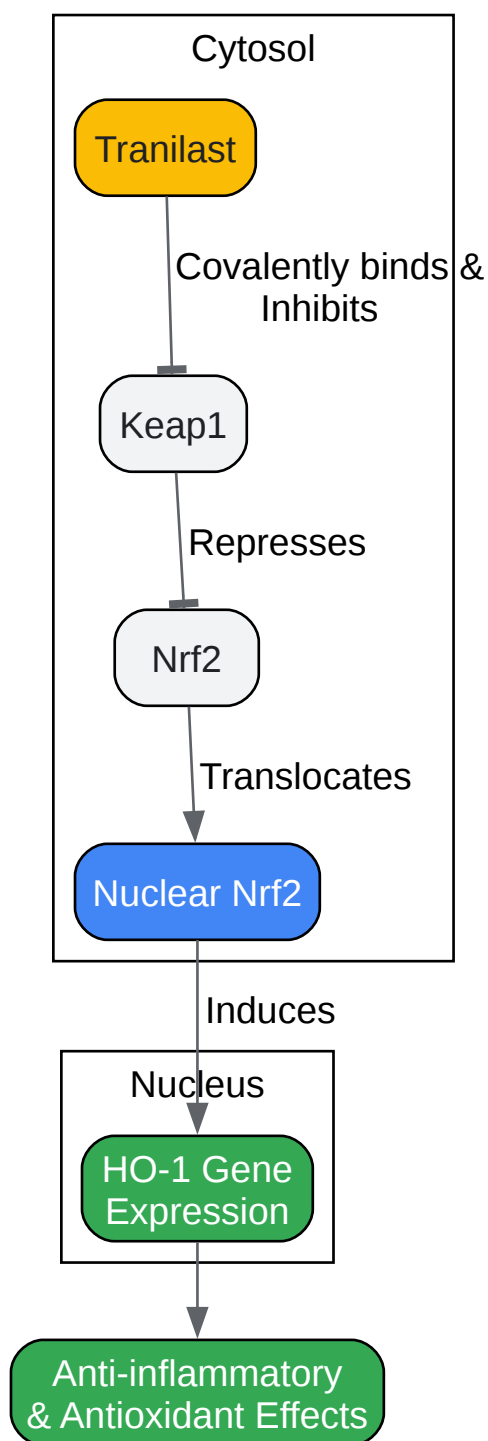 Cytosol
Tranilast
Covalently binds &
Inhibits
Keap1
Represses
Nrf2
Translocates
Nuclear Nrf2
Induces
Nucleus
HO-1 Gene
Expression
Anti-inflammatory
& Antioxidant Effects